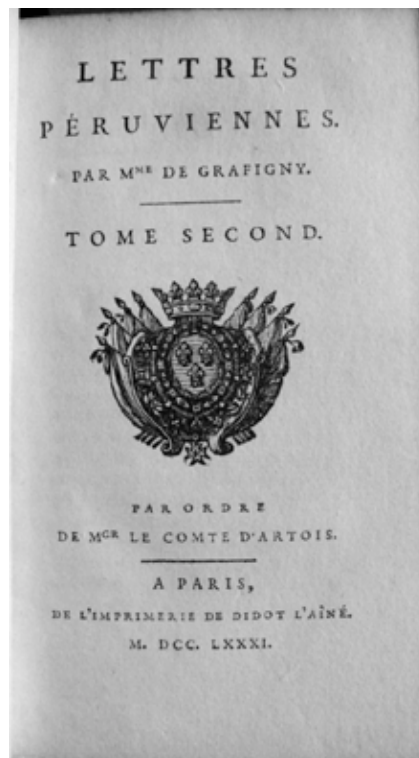 LETTRES
PÉRUVIENNES.
PAR MME DE GRAFIGNY.
TOME SECOND.
PAR ORDRE
DE MGR LE COMTE D'ARTOIS.
A PARIS,
DE L'IMPRIMERIE DE DIDOT L'AÎNÉ.
M. DCC. LXXXI.